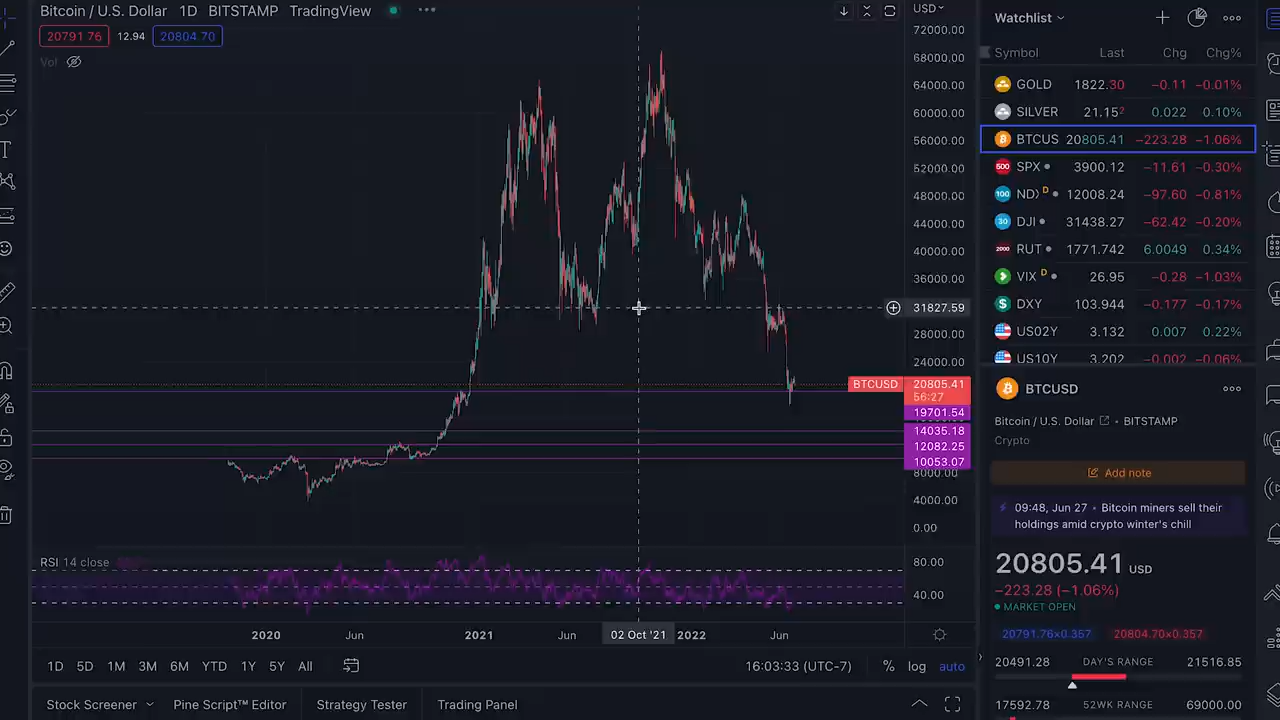 Bitcoin / U.S. Dollar 1D BITSTAMP TradingView
20791.76 12.94 20804.70
Vol
USD
72000.00
68000.00
64000.00
60000.00
56000.00
52000.00
48000.00
44000.00
40000.00
36000.00
31827.59
28000.00
24000.00
BTCUSD 20805.41
56:27
19701.54
14035.18
12082.25
10053.07
8000.00
4000.00
0.00
RSI 14 close
80.00
40.00
2020 Jun 2021 Jun 02 Oct '21 2022 Jun
1D 5D 1M 3M 6M YTD 1Y 5Y All 16:03:33 (UTC-7) % log auto
Stock Screener Pine Script™ Editor Strategy Tester Trading Panel
Watchlist
Symbol Last Chg Chg%
GOLD 1822.30 −0.11 −0.01%
SILVER 21.152 0.022 0.10%
BTCUS 20805.41 −223.28 −1.06%
500 SPX 3900.12 −11.61 −0.30%
100 NDX D 12008.24 −97.60 −0.81%
30 DJI 31438.27 −62.42 −0.20%
2000 RUT 1771.742 6.0049 0.34%
VIX D 26.95 −0.28 −1.03%
$ DXY 103.944 −0.177 −0.17%
US02Y 3.132 0.007 0.22%
US10Y 3.202 −0.002 −0.06%
BTCUSD
Bitcoin / U.S. Dollar • BITSTAMP
Crypto
Add note
09:48, Jun 27 • Bitcoin miners sell their
holdings amid crypto winter's chill
20805.41 USD
−223.28 (−1.06%)
MARKET OPEN
20791.76×0.357 20804.70×0.357
20491.28 DAY'S RANGE 21516.85
17592.78 52WK RANGE 69000.00